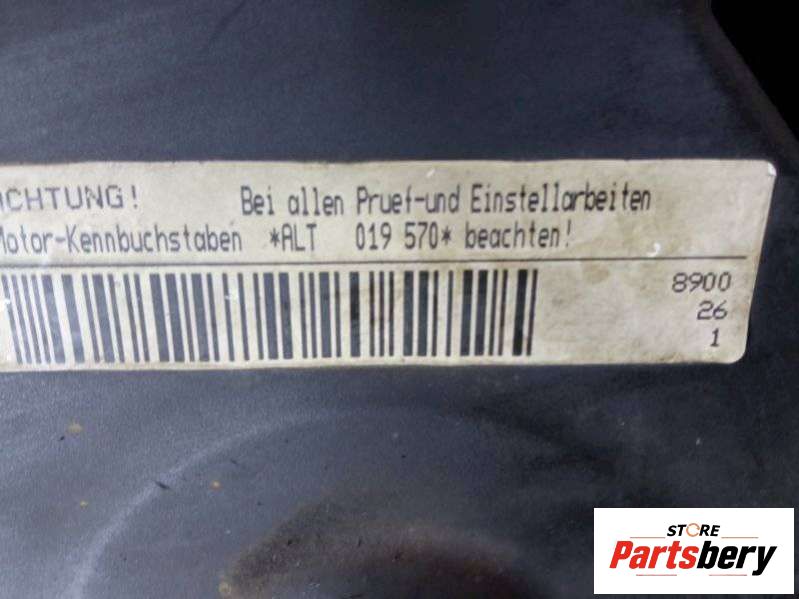 ACHTUNG! Bei allen Pruef-und Einstellarbeiten
Motor-Kennbuchstaben *ALT 019 570* beachten!
8900
26
1
STORE
Partsbery